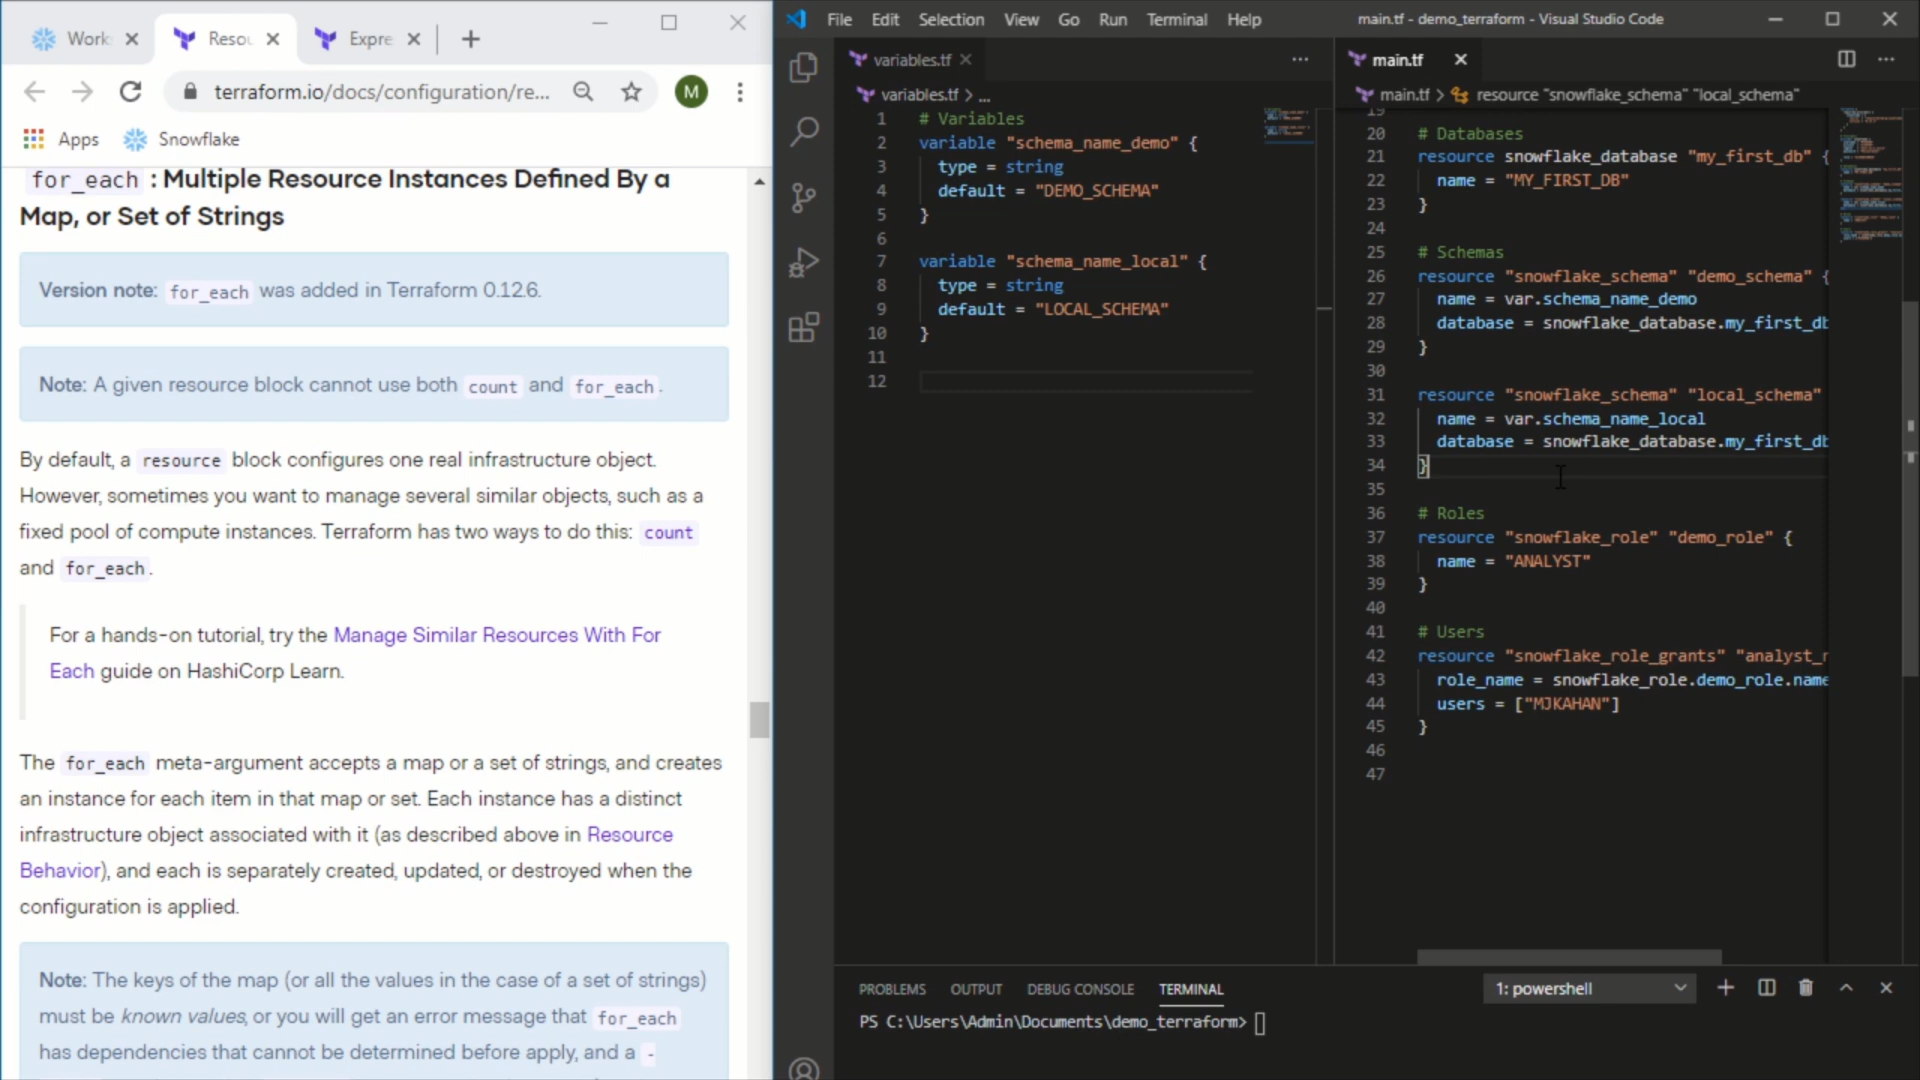 Work
Resou
Expre
terraform.io/docs/configuration/re...
M
Apps
Snowflake
for_each : Multiple Resource Instances Defined By a
Map, or Set of Strings
Version note: for_each was added in Terraform 0.12.6.
Note: A given resource block cannot use both count and for_each.
By default, a resource block configures one real infrastructure object.
However, sometimes you want to manage several similar objects, such as a
fixed pool of compute instances. Terraform has two ways to do this: count
and for_each.
For a hands-on tutorial, try the Manage Similar Resources With For
Each guide on HashiCorp Learn.
The for_each meta-argument accepts a map or a set of strings, and creates
an instance for each item in that map or set. Each instance has a distinct
infrastructure object associated with it (as described above in Resource
Behavior), and each is separately created, updated, or destroyed when the
configuration is applied.
Note: The keys of the map (or all the values in the case of a set of strings)
must be known values, or you will get an error message that for_each
has dependencies that cannot be determined before apply, and a -
File Edit Selection View Go Run Terminal Help
main.tf - demo_terraform - Visual Studio Code
variables.tf
variables.tf > ...
1 # Variables
2 variable "schema_name_demo" {
3 type = string
4 default = "DEMO_SCHEMA"
5 }
6
7 variable "schema_name_local" {
8 type = string
9 default = "LOCAL_SCHEMA"
10 }
11
12
main.tf
main.tf > resource "snowflake_schema" "local_schema"
19
20 # Databases
21 resource snowflake_database "my_first_db" {
22 name = "MY_FIRST_DB"
23 }
24
25 # Schemas
26 resource "snowflake_schema" "demo_schema" {
27 name = var.schema_name_demo
28 database = snowflake_database.my_first_db
29 }
30
31 resource "snowflake_schema" "local_schema"
32 name = var.schema_name_local
33 database = snowflake_database.my_first_db
34 }
35
36 # Roles
37 resource "snowflake_role" "demo_role" {
38 name = "ANALYST"
39 }
40
41 # Users
42 resource "snowflake_role_grants" "analyst_r
43 role_name = snowflake_role.demo_role.name
44 users = ["MJKAHAN"]
45 }
46
47
PROBLEMS OUTPUT DEBUG CONSOLE TERMINAL
1: powershell
PS C:\Users\Admin\Documents\demo_terraform>